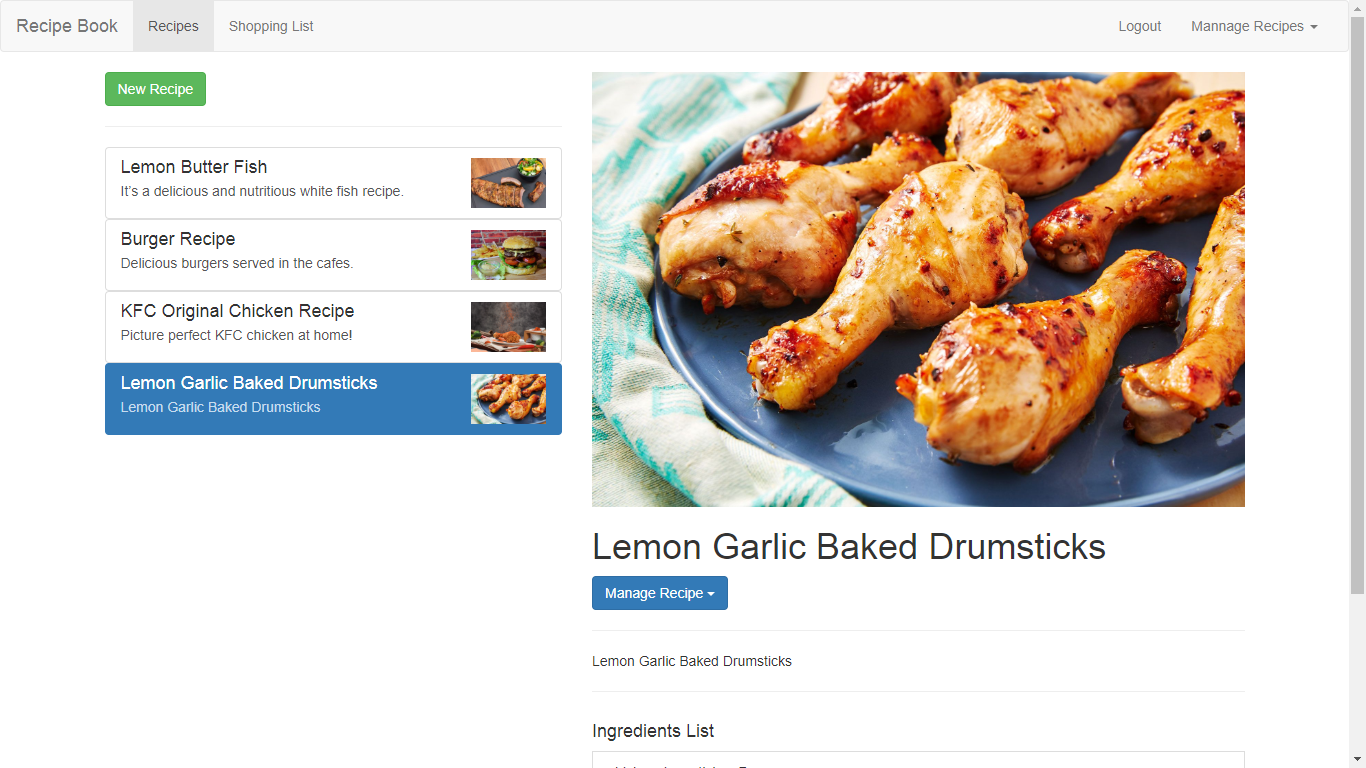 Recipe Book
Recipes
Shopping List
Logout
Mannage Recipes
New Recipe
Lemon Butter Fish
It's a delicious and nutritious white fish recipe.
Burger Recipe
Delicious burgers served in the cafes.
KFC Original Chicken Recipe
Picture perfect KFC chicken at home!
Lemon Garlic Baked Drumsticks
Lemon Garlic Baked Drumsticks
Lemon Garlic Baked Drumsticks
Manage Recipe
Lemon Garlic Baked Drumsticks
Ingredients List